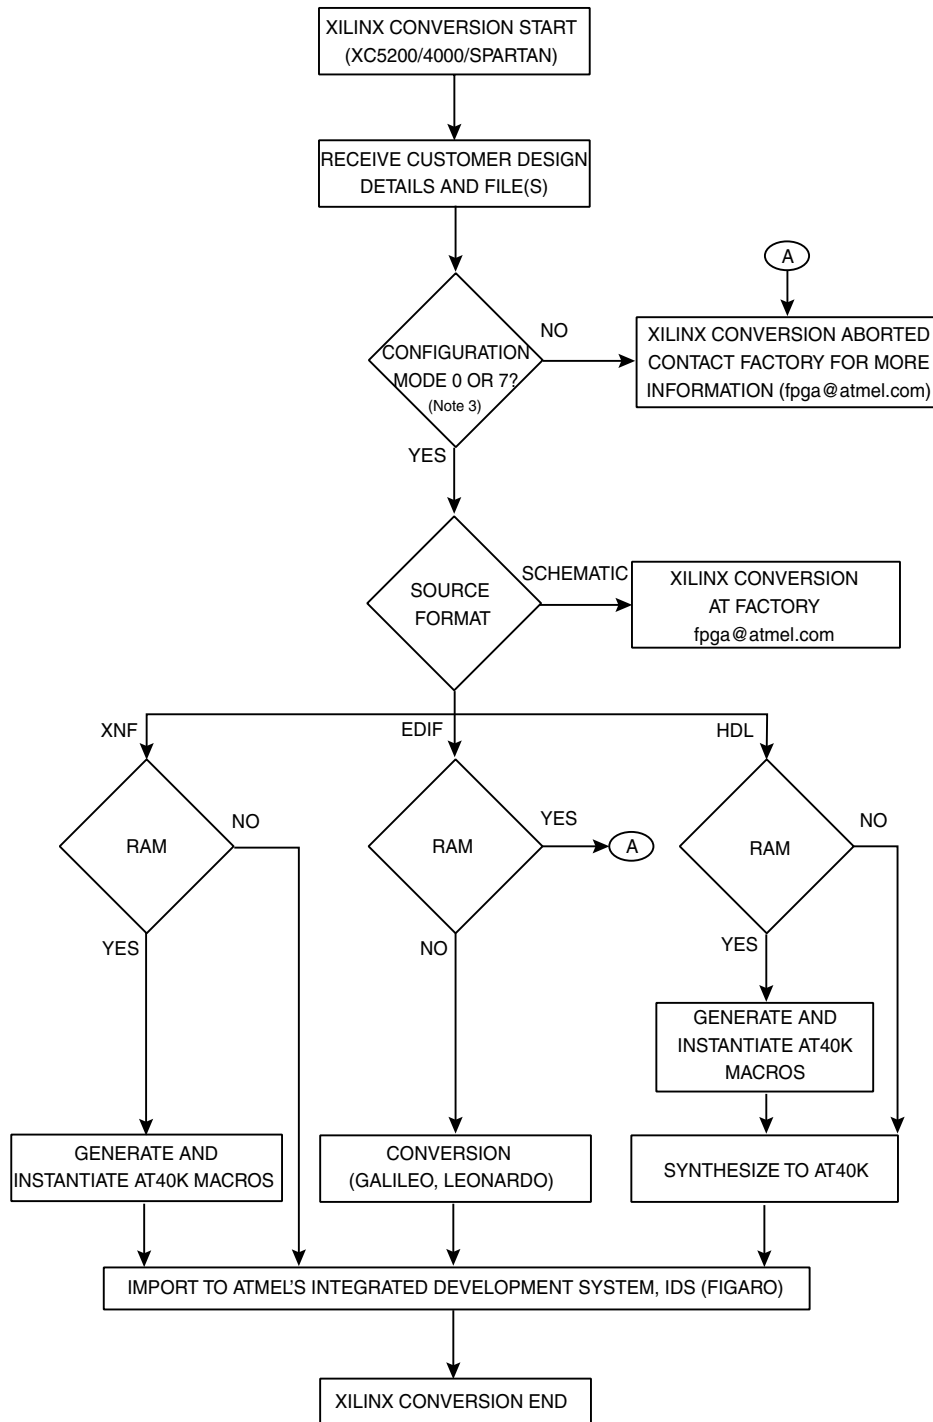 XILINX CONVERSION START
(XC5200/4000/SPARTAN)
RECEIVE CUSTOMER DESIGN
DETAILS AND FILE(S)
A
CONFIGURATION
MODE 0 OR 7?
(Note 3)
NO
XILINX CONVERSION ABORTED
CONTACT FACTORY FOR MORE
INFORMATION (fpga@atmel.com)
YES
SOURCE
FORMAT
SCHEMATIC
XILINX CONVERSION
AT FACTORY
fpga@atmel.com
XNF
EDIF
HDL
RAM
NO
RAM
YES
A
RAM
NO
YES
NO
YES
GENERATE AND
INSTANTIATE AT40K
MACROS
GENERATE AND
INSTANTIATE AT40K MACROS
CONVERSION
(GALILEO, LEONARDO)
SYNTHESIZE TO AT40K
IMPORT TO ATMEL'S INTEGRATED DEVELOPMENT SYSTEM, IDS (FIGARO)
XILINX CONVERSION END